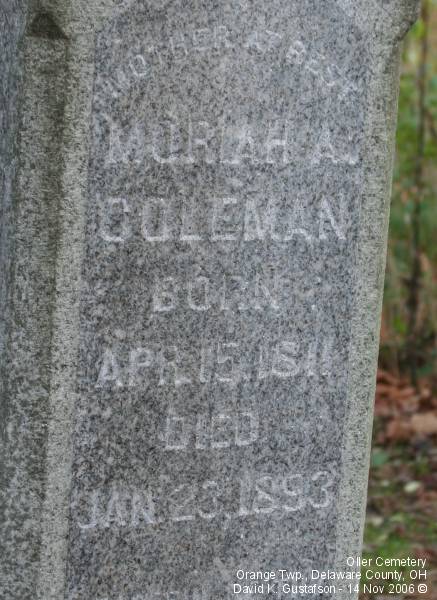 MOTHER AT REST
MORIAH A.
COLEMAN
BORN
APR. 15, 1811
DIED
JAN. 23, 1893
Oller Cemetery
Orange Twp., Delaware County, OH
David K. Gustafson - 14 Nov 2006 ©